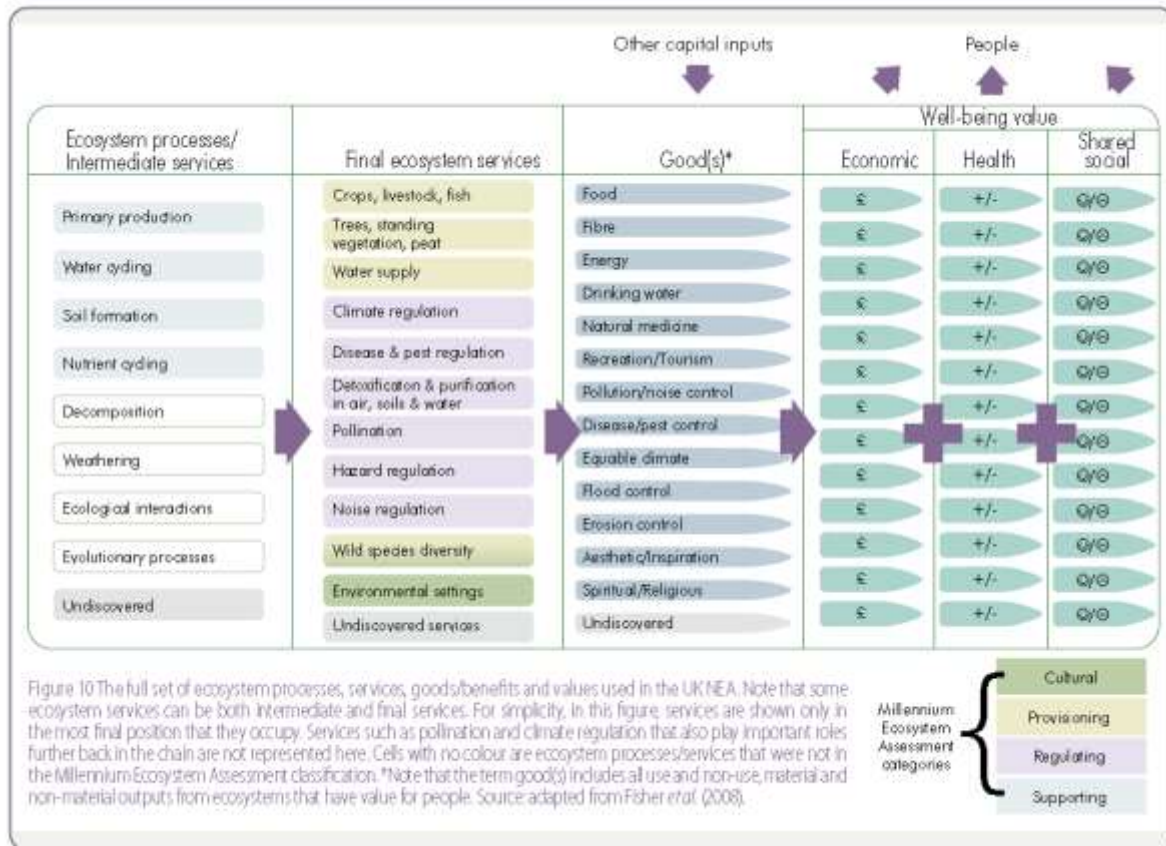 Other capital inputs
People
Well-being value
Ecosystem processes/
Intermediate services
Final ecosystem services
Good(s)*
Economic
Health
Shared
social
Primary production
Water cycling
Soil formation
Nutrient cycling
Decomposition
Weathering
Ecological interactions
Evolutionary processes
Undiscovered
Crops, livestock, fish
Trees, standing
vegetation, peat
Water supply
Climate regulation
Disease & pest regulation
Detoxification & purification
in air, soils & water
Pollination
Hazard regulation
Noise regulation
Wild species diversity
Environmental settings
Undiscovered services
Food
Fibre
Energy
Drinking water
Natural medicine
Recreation/Tourism
Pollution/noise control
Disease/pest control
Equable climate
Flood control
Erosion control
Aesthetic/Inspiration
Spiritual/Religious
Undiscovered
£
£
£
£
£
£
£
£
£
£
£
£
£
+/-
+/-
+/-
+/-
+/-
+/-
+/-
+/-
+/-
+/-
+/-
+/-
+/-
Figure 10 The full set of ecosystem processes, services, goods/benefits and values used in the UK NEA. Note that some
ecosystem services can be both intermediate and final services. For simplicity, in this figure, services are shown only in
the most final position that they occupy. Services such as pollination and climate regulation that also play important roles
further back in the chain are not represented here. Cells with no colour are ecosystem processes/services that were not in
the Millennium Ecosystem Assessment classification. *Note that the term good(s) includes all use and non-use, material and
non-material outputs from ecosystems that have value for people. Source: adapted from Fisher et al. (2008).
Millennium
Ecosystem
Assessment
categories
Cultural
Provisioning
Regulating
Supporting